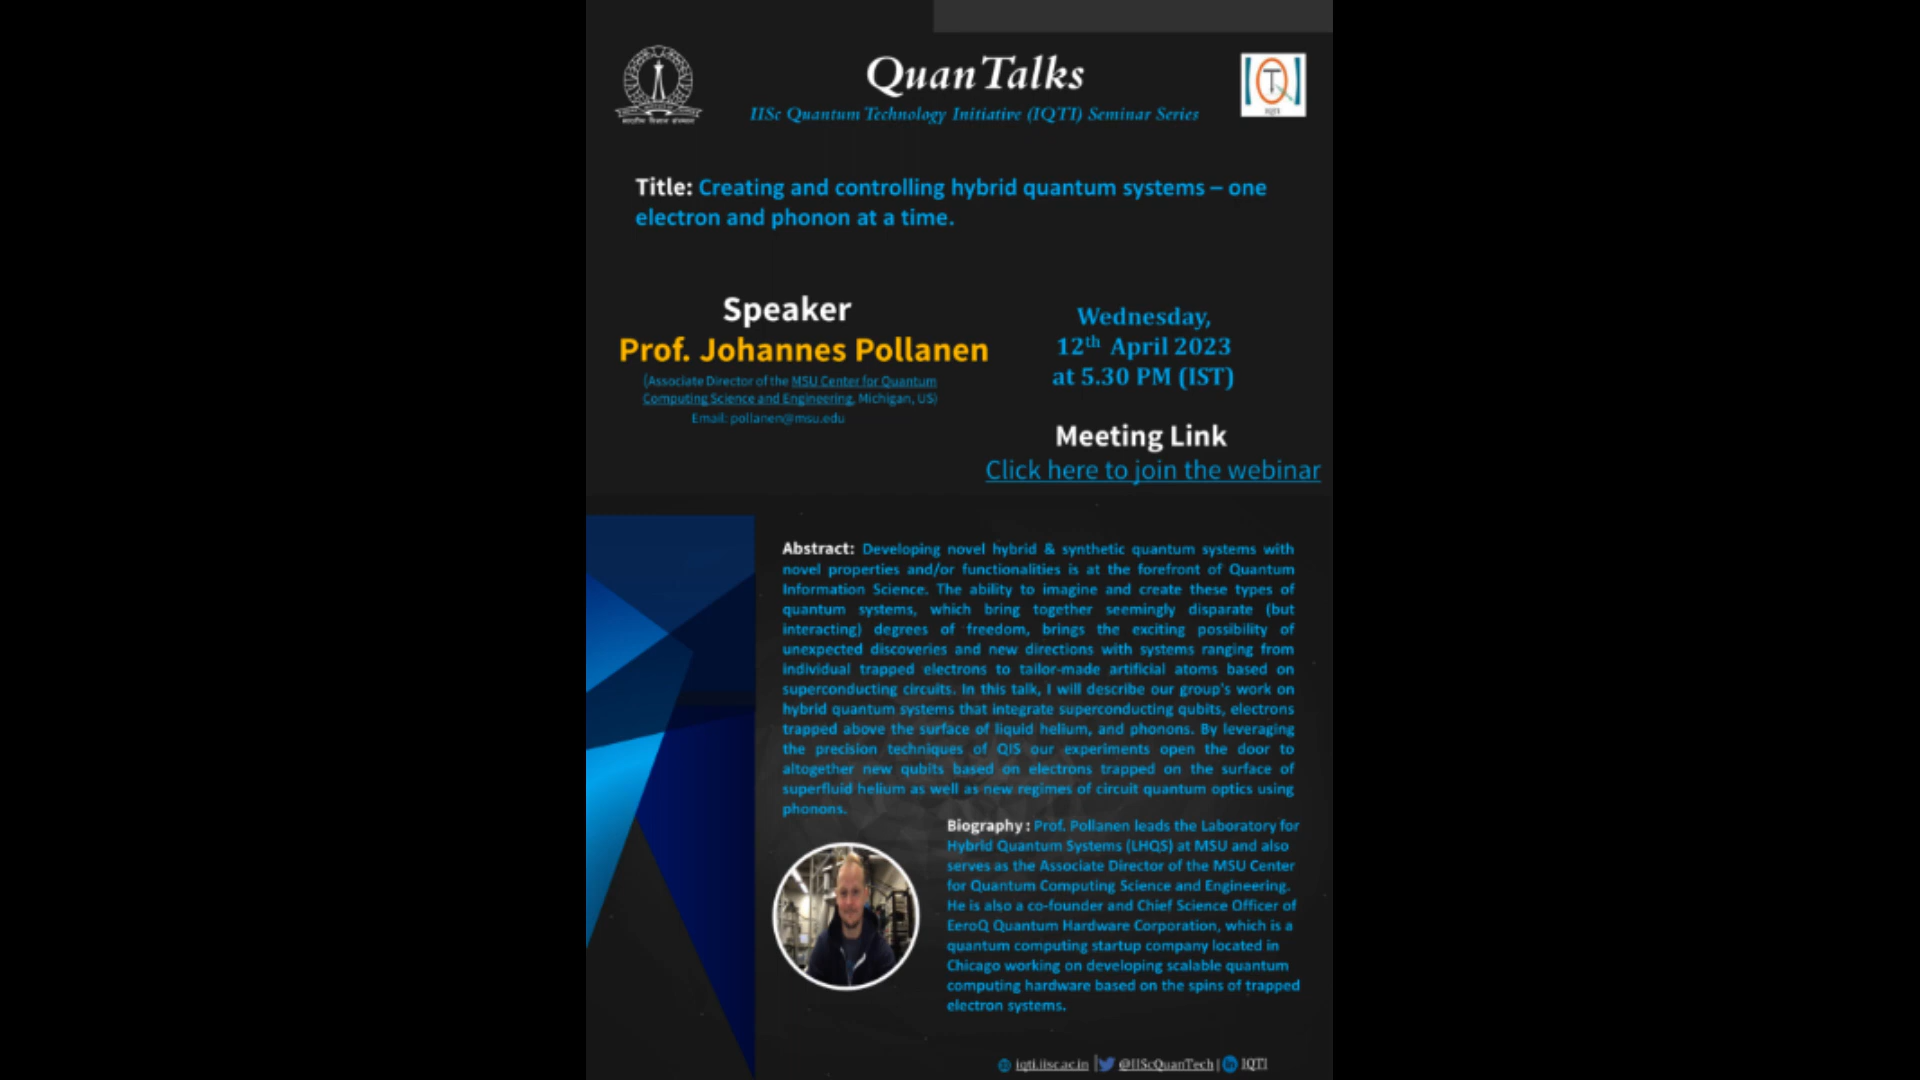 QuanTalks
IISc Quantum Technology Initiative (IQTI) Seminar Series
IQTI
Title: Creating and controlling hybrid quantum systems – one
electron and phonon at a time.
Speaker
Prof. Johannes Pollanen
(Associate Director of the MSU Center for Quantum
Computing Science and Engineering, Michigan, US)
Email: pollanen@msu.edu
Wednesday,
12th April 2023
at 5.30 PM (IST)
Meeting Link
Click here to join the webinar
Abstract: Developing novel hybrid & synthetic quantum systems with
novel properties and/or functionalities is at the forefront of Quantum
Information Science. The ability to imagine and create these types of
quantum systems, which bring together seemingly disparate (but
interacting) degrees of freedom, brings the exciting possibility of
unexpected discoveries and new directions with systems ranging from
individual trapped electrons to tailor-made artificial atoms based on
superconducting circuits. In this talk, I will describe our group's work on
hybrid quantum systems that integrate superconducting qubits, electrons
trapped above the surface of liquid helium, and phonons. By leveraging
the precision techniques of QIS our experiments open the door to
altogether new qubits based on electrons trapped on the surface of
superfluid helium as well as new regimes of circuit quantum optics using
phonons.
Biography : Prof. Pollanen leads the Laboratory for
Hybrid Quantum Systems (LHQS) at MSU and also
serves as the Associate Director of the MSU Center
for Quantum Computing Science and Engineering.
He is also a co-founder and Chief Science Officer of
EeroQ Quantum Hardware Corporation, which is a
quantum computing startup company located in
Chicago working on developing scalable quantum
computing hardware based on the spins of trapped
electron systems.
iqti.iisc.ac.in | @IIScQuanTech | IQTI